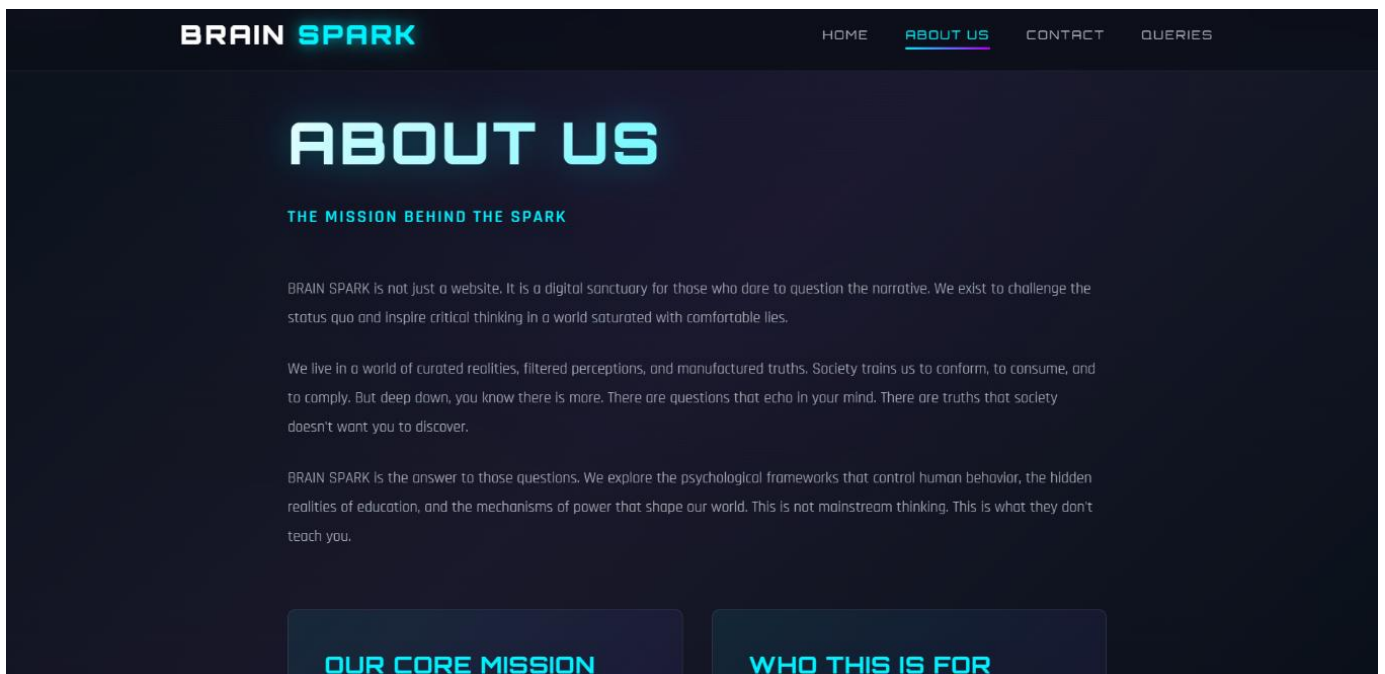 BRAIN SPARK
HOME ABOUT US CONTACT QUERIES
ABOUT US
THE MISSION BEHIND THE SPARK
BRAIN SPARK is not just a website. It is a digital sanctuary for those who dare to question the narrative. We exist to challenge the
status quo and inspire critical thinking in a world saturated with comfortable lies.
We live in a world of curated realities, filtered perceptions, and manufactured truths. Society trains us to conform, to consume, and
to comply. But deep down, you know there is more. There are questions that echo in your mind. There are truths that society
doesn't want you to discover.
BRAIN SPARK is the answer to those questions. We explore the psychological frameworks that control human behavior, the hidden
realities of education, and the mechanisms of power that shape our world. This is not mainstream thinking. This is what they don't
teach you.
OUR CORE MISSION
WHO THIS IS FOR